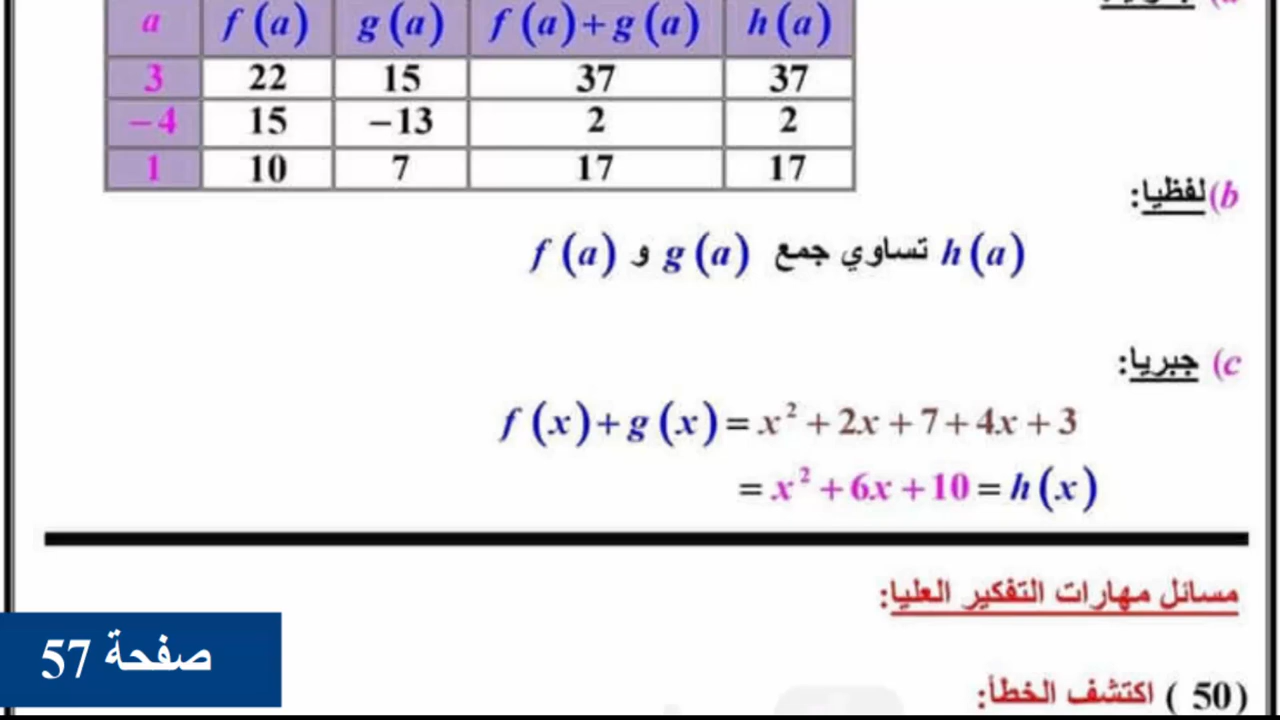 a f (a) g (a) f (a)+g (a) h (a)
3 22 15 37 37
−4 15 −13 2 2
1 10 7 17 17
b) لفظيا:
h (a) تساوي جمع g (a) و f (a)
c) جبريا:
f (x)+g (x)= x² + 2x + 7 + 4x + 3
= x² + 6x + 10 = h (x)
مسائل مهارات التفكير العليا:
(50 ) اكتشف الخطأ:
صفحة 57